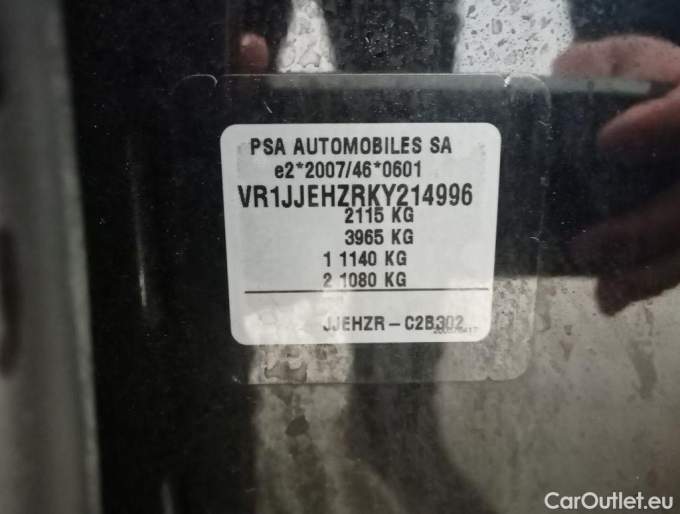 PSA AUTOMOBILES SA
e2*2007/46*0601
VR1JJEHZRKY214996
2115 KG
3965 KG
1 1140 KG
2 1080 KG
JJEHZR – C2B302
CarOutlet.eu